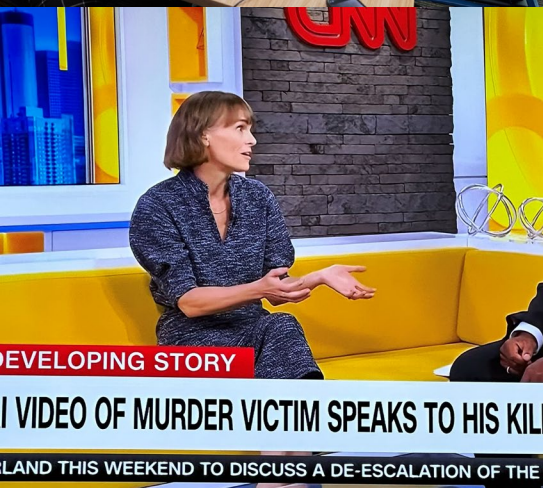 CNN
DEVELOPING STORY
VIDEO OF MURDER VICTIM SPEAKS TO HIS
THIS WEEKEND TO DISCUSS A DE-ESCALATION OF THE